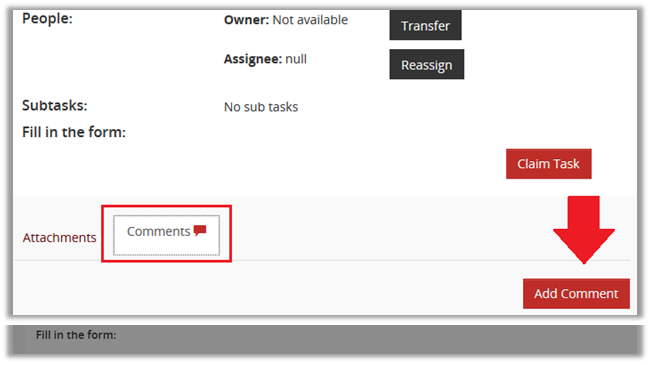 People:
Owner: Not available
Transfer
Assignee: null
Reassign
Subtasks:
No sub tasks
Fill in the form:
Claim Task
Attachments
Comments
Add Comment
Fill in the form: